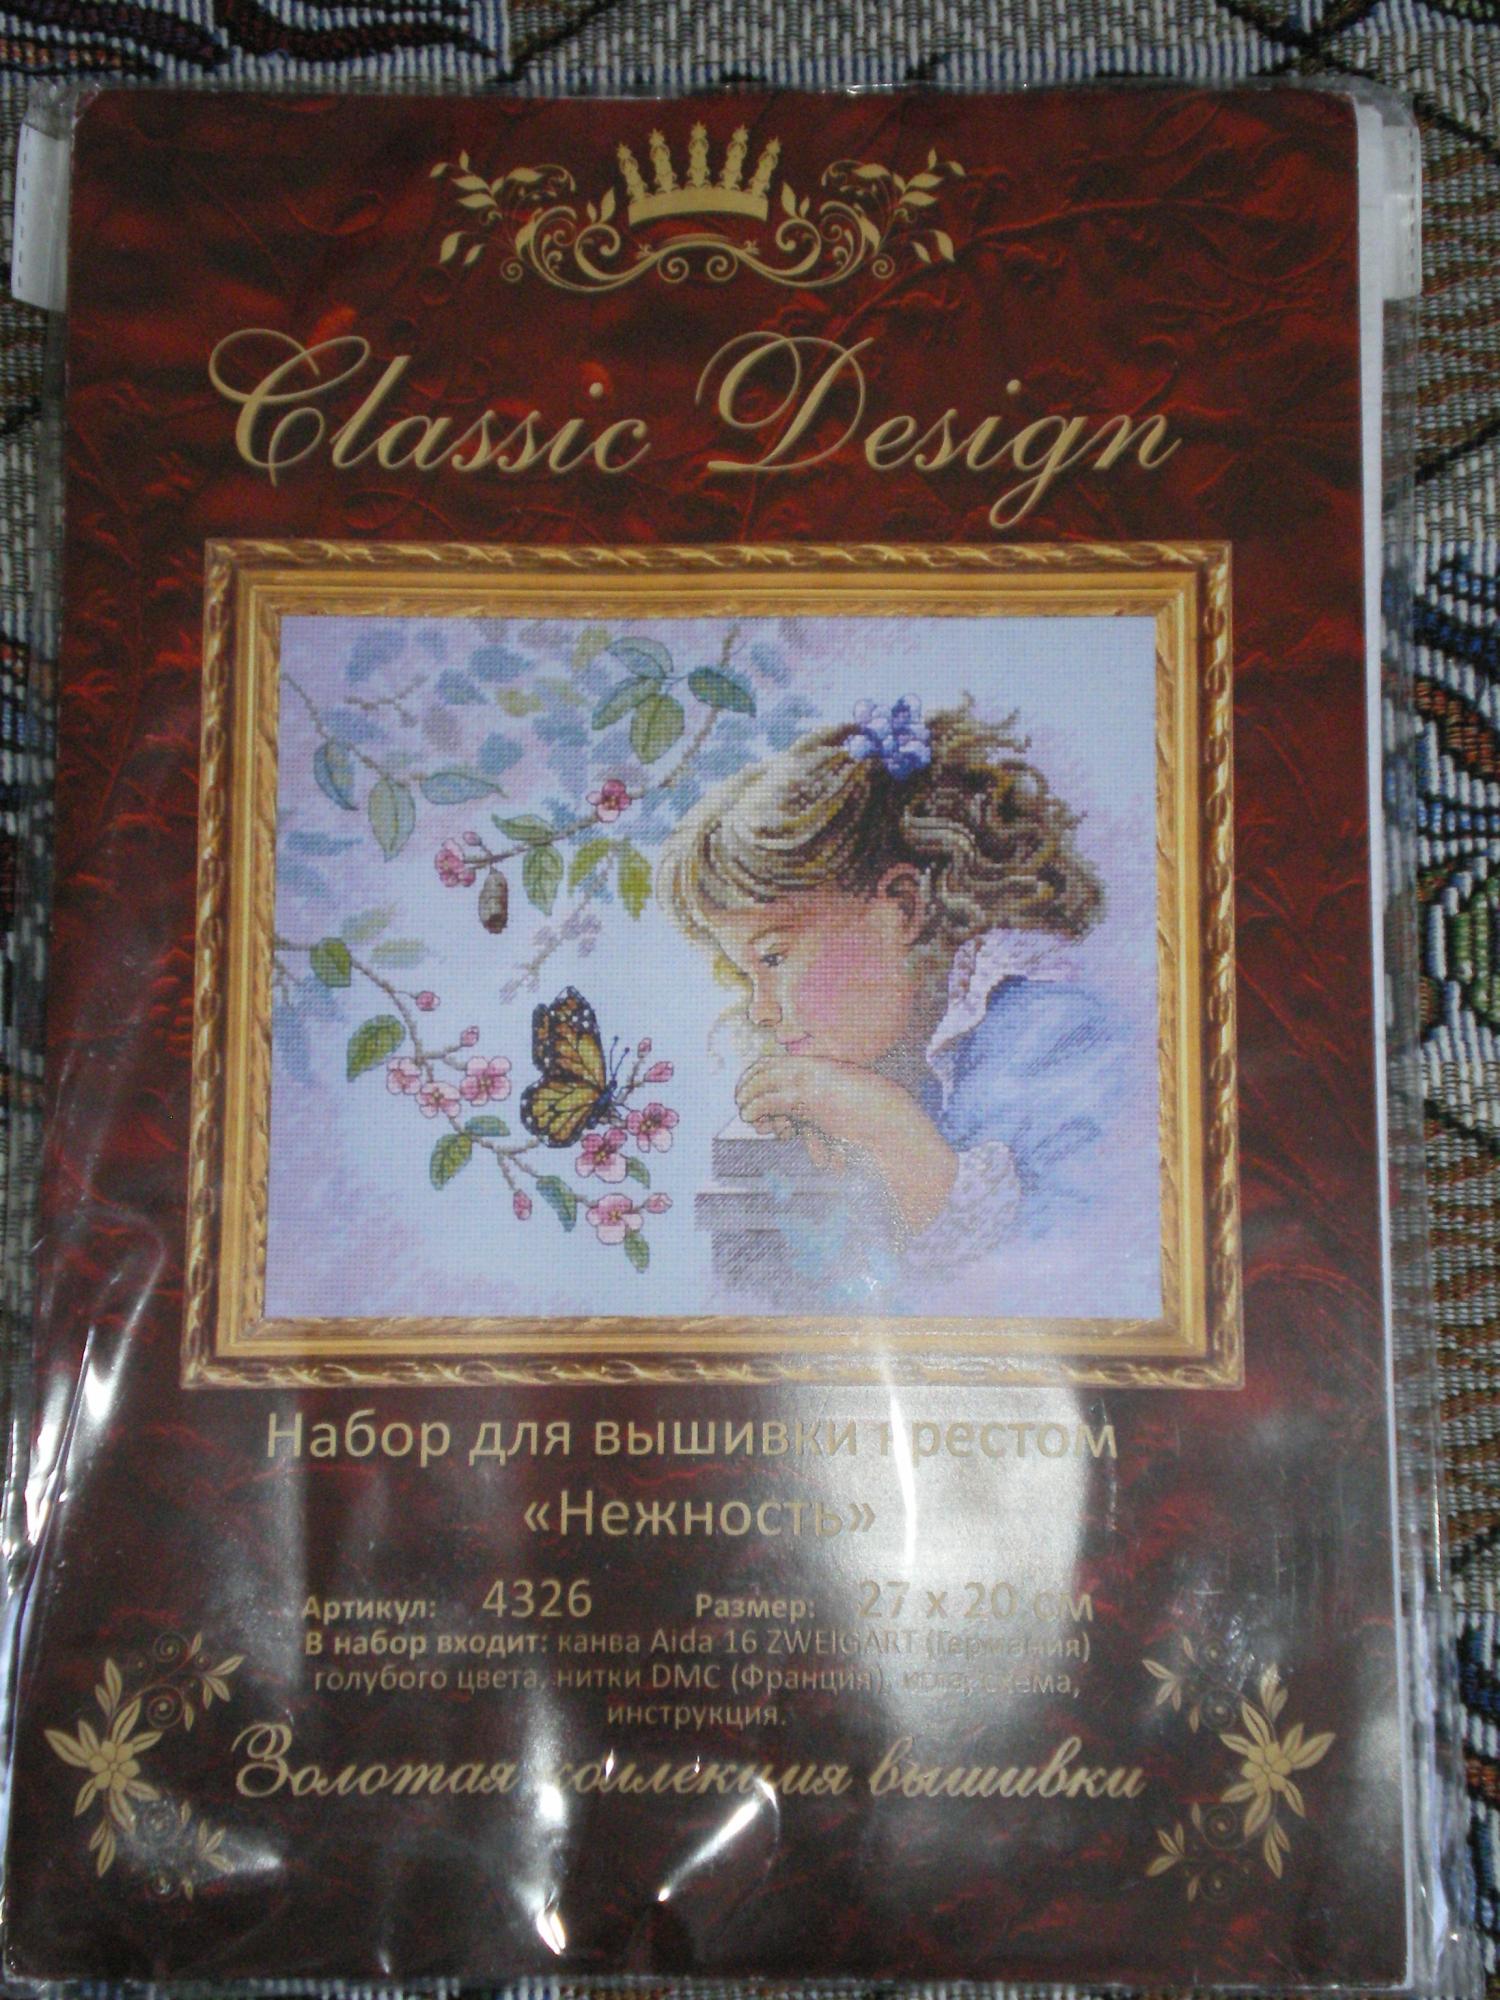 Classic Design
Набор для вышивки крестом
«Нежность»
Артикул: 4326 Размер: 27 x 20 см
В набор входит: канва Aida 16 ZWEIGART (Германия)
голубого цвета, нитки DMC (Франция), игла, схема,
инструкция.
Золотая коллекция вышивки